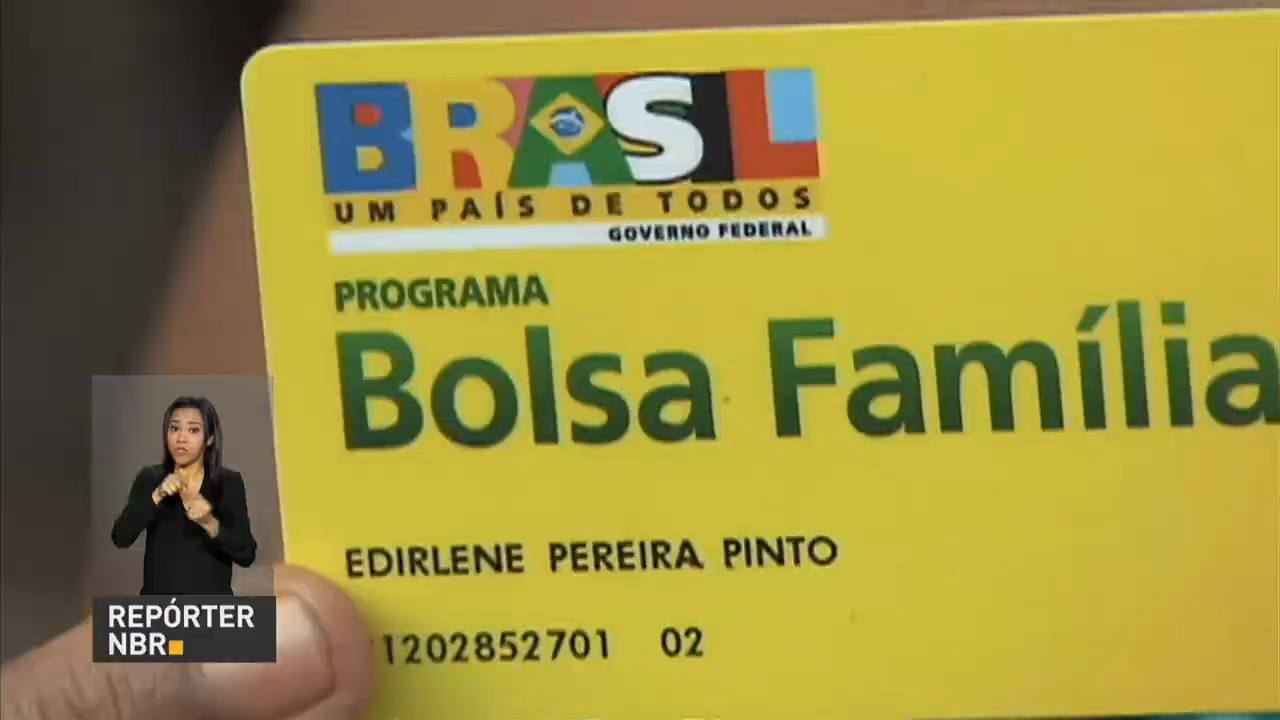 BRASIL
UM PAÍS DE TODOS
GOVERNO FEDERAL
PROGRAMA
Bolsa Família
EDIRLENE PEREIRA PINTO
1202852701 02
REPÓRTER
NBR